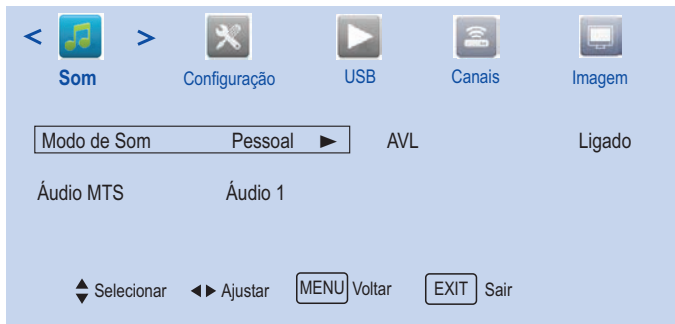 < >
Som Configuração USB Canais Imagem
Modo de Som Pessoal ► AVL Ligado
Áudio MTS Áudio 1
Selecionar Ajustar MENU Voltar EXIT Sair